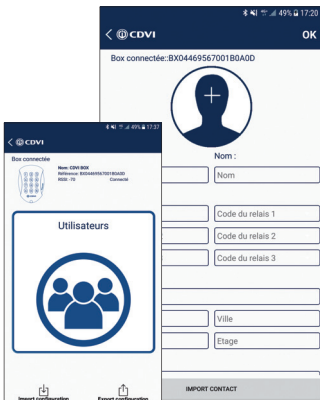 49% 17:20
CDVI
OK
Box connectée::BX04469567001B0A0D
Nom :
Nom
Code du relais 1
Code du relais 2
Code du relais 3
Ville
Etage
IMPORT CONTACT
49% 17:37
CDVI
Box connectée
Nom: CDVI BOX
Référence: BX04469567001B0A0D
RSSI: -70 Connecté
Utilisateurs
Import configuration Export configuration